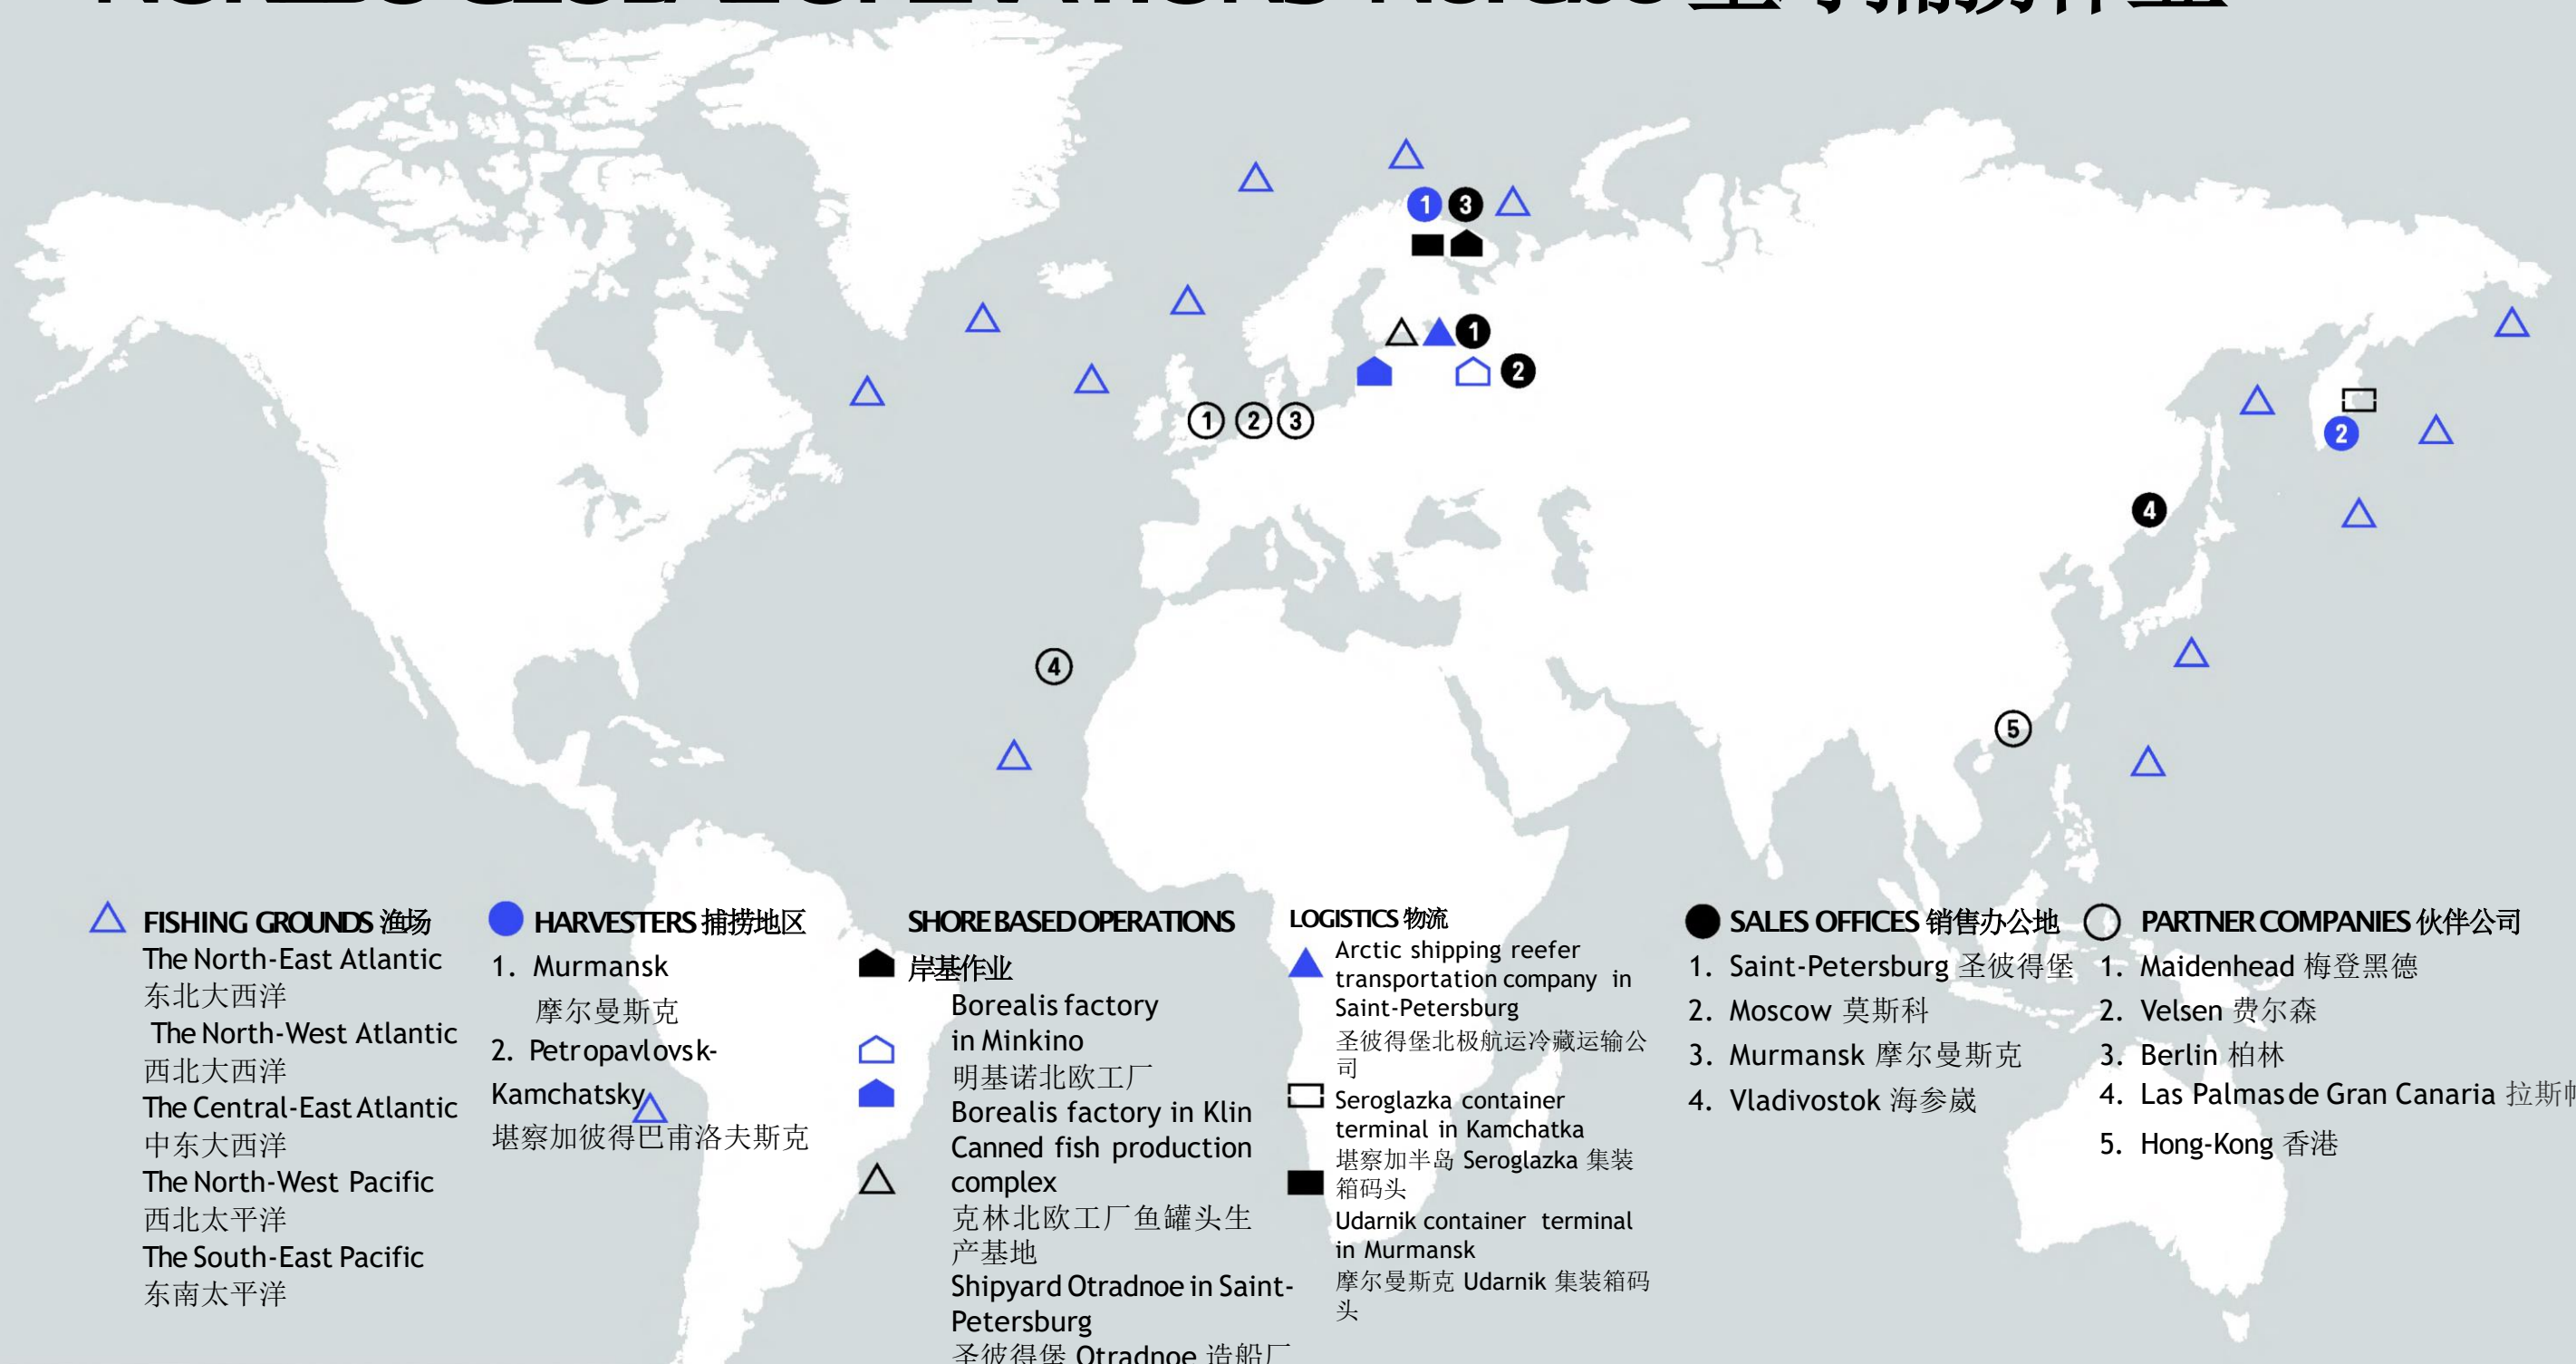 FISHING GROUNDS 渔场
The North-East Atlantic
东北大西洋
The North-West Atlantic
西北大西洋
The Central-East Atlantic
中东大西洋
The North-West Pacific
西北太平洋
The South-East Pacific
东南太平洋
HARVESTERS 捕捞地区
1. Murmansk
摩尔曼斯克
2. Petropavlovsk-
Kamchatsky
堪察加彼得巴甫洛夫斯克
SHORE BASED OPERATIONS
岸基作业
Borealis factory
in Minkino
明基诺北欧工厂
Borealis factory in Klin
Canned fish production
complex
克林北欧工厂鱼罐头生
产基地
Shipyard Otradnoe in Saint-
Petersburg
圣彼得堡 Otradnoe 造船厂
LOGISTICS 物流
Arctic shipping reefer
transportation company in
Saint-Petersburg
圣彼得堡北极航运冷藏运输公
司
Seroglazka container
terminal in Kamchatka
堪察加半岛 Seroglazka 集装
箱码头
Udarnik container terminal
in Murmansk
摩尔曼斯克 Udarnik 集装箱码
头
SALES OFFICES 销售办公地
1. Saint-Petersburg 圣彼得堡
2. Moscow 莫斯科
3. Murmansk 摩尔曼斯克
4. Vladivostok 海参崴
PARTNER COMPANIES 伙伴公司
1. Maidenhead 梅登黑德
2. Velsen 费尔森
3. Berlin 柏林
4. Las Palmas de Gran Canaria 拉斯
5. Hong-Kong 香港
1
3
1
2
1
2
3
2
4
4
5